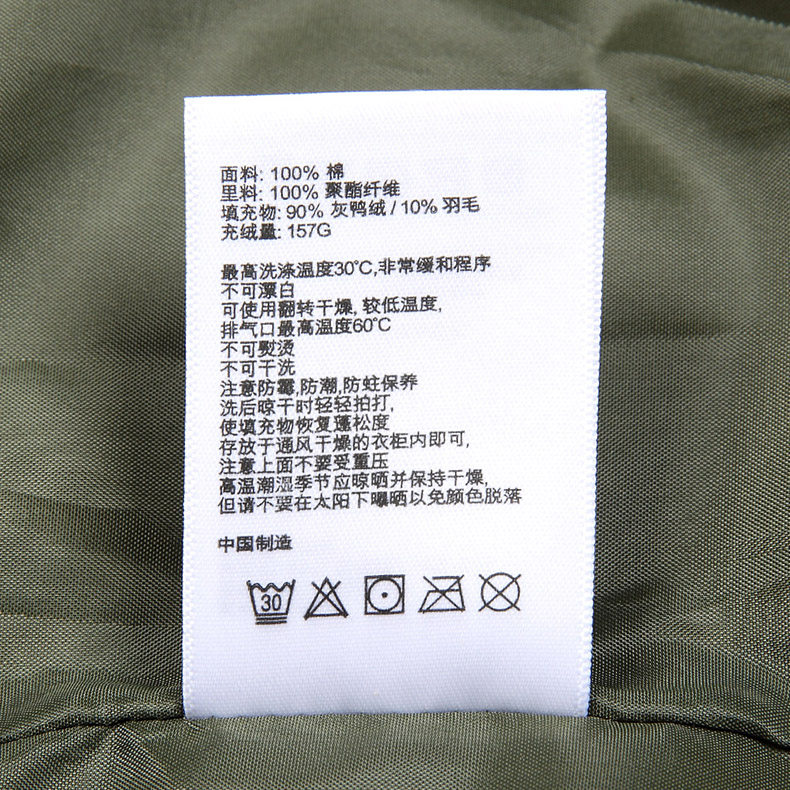 面料: 100% 棉
里料: 100% 聚酯纤维
填充物: 90% 灰鸭绒 / 10% 羽毛
充绒量: 157G
最高洗涤温度30°C,非常缓和程序
不可漂白
可使用翻转干燥, 较低温度,
排气口最高温度60°C
不可熨烫
不可干洗
注意防霉,防潮,防蛀保养
洗后晾干时轻轻拍打,
使填充物恢复蓬松度
存放于通风干燥的衣柜内即可,
注意上面不要受重压
高温潮湿季节应晾晒并保持干燥,
但请不要在太阳下曝晒以免颜色脱落
中国制造
30